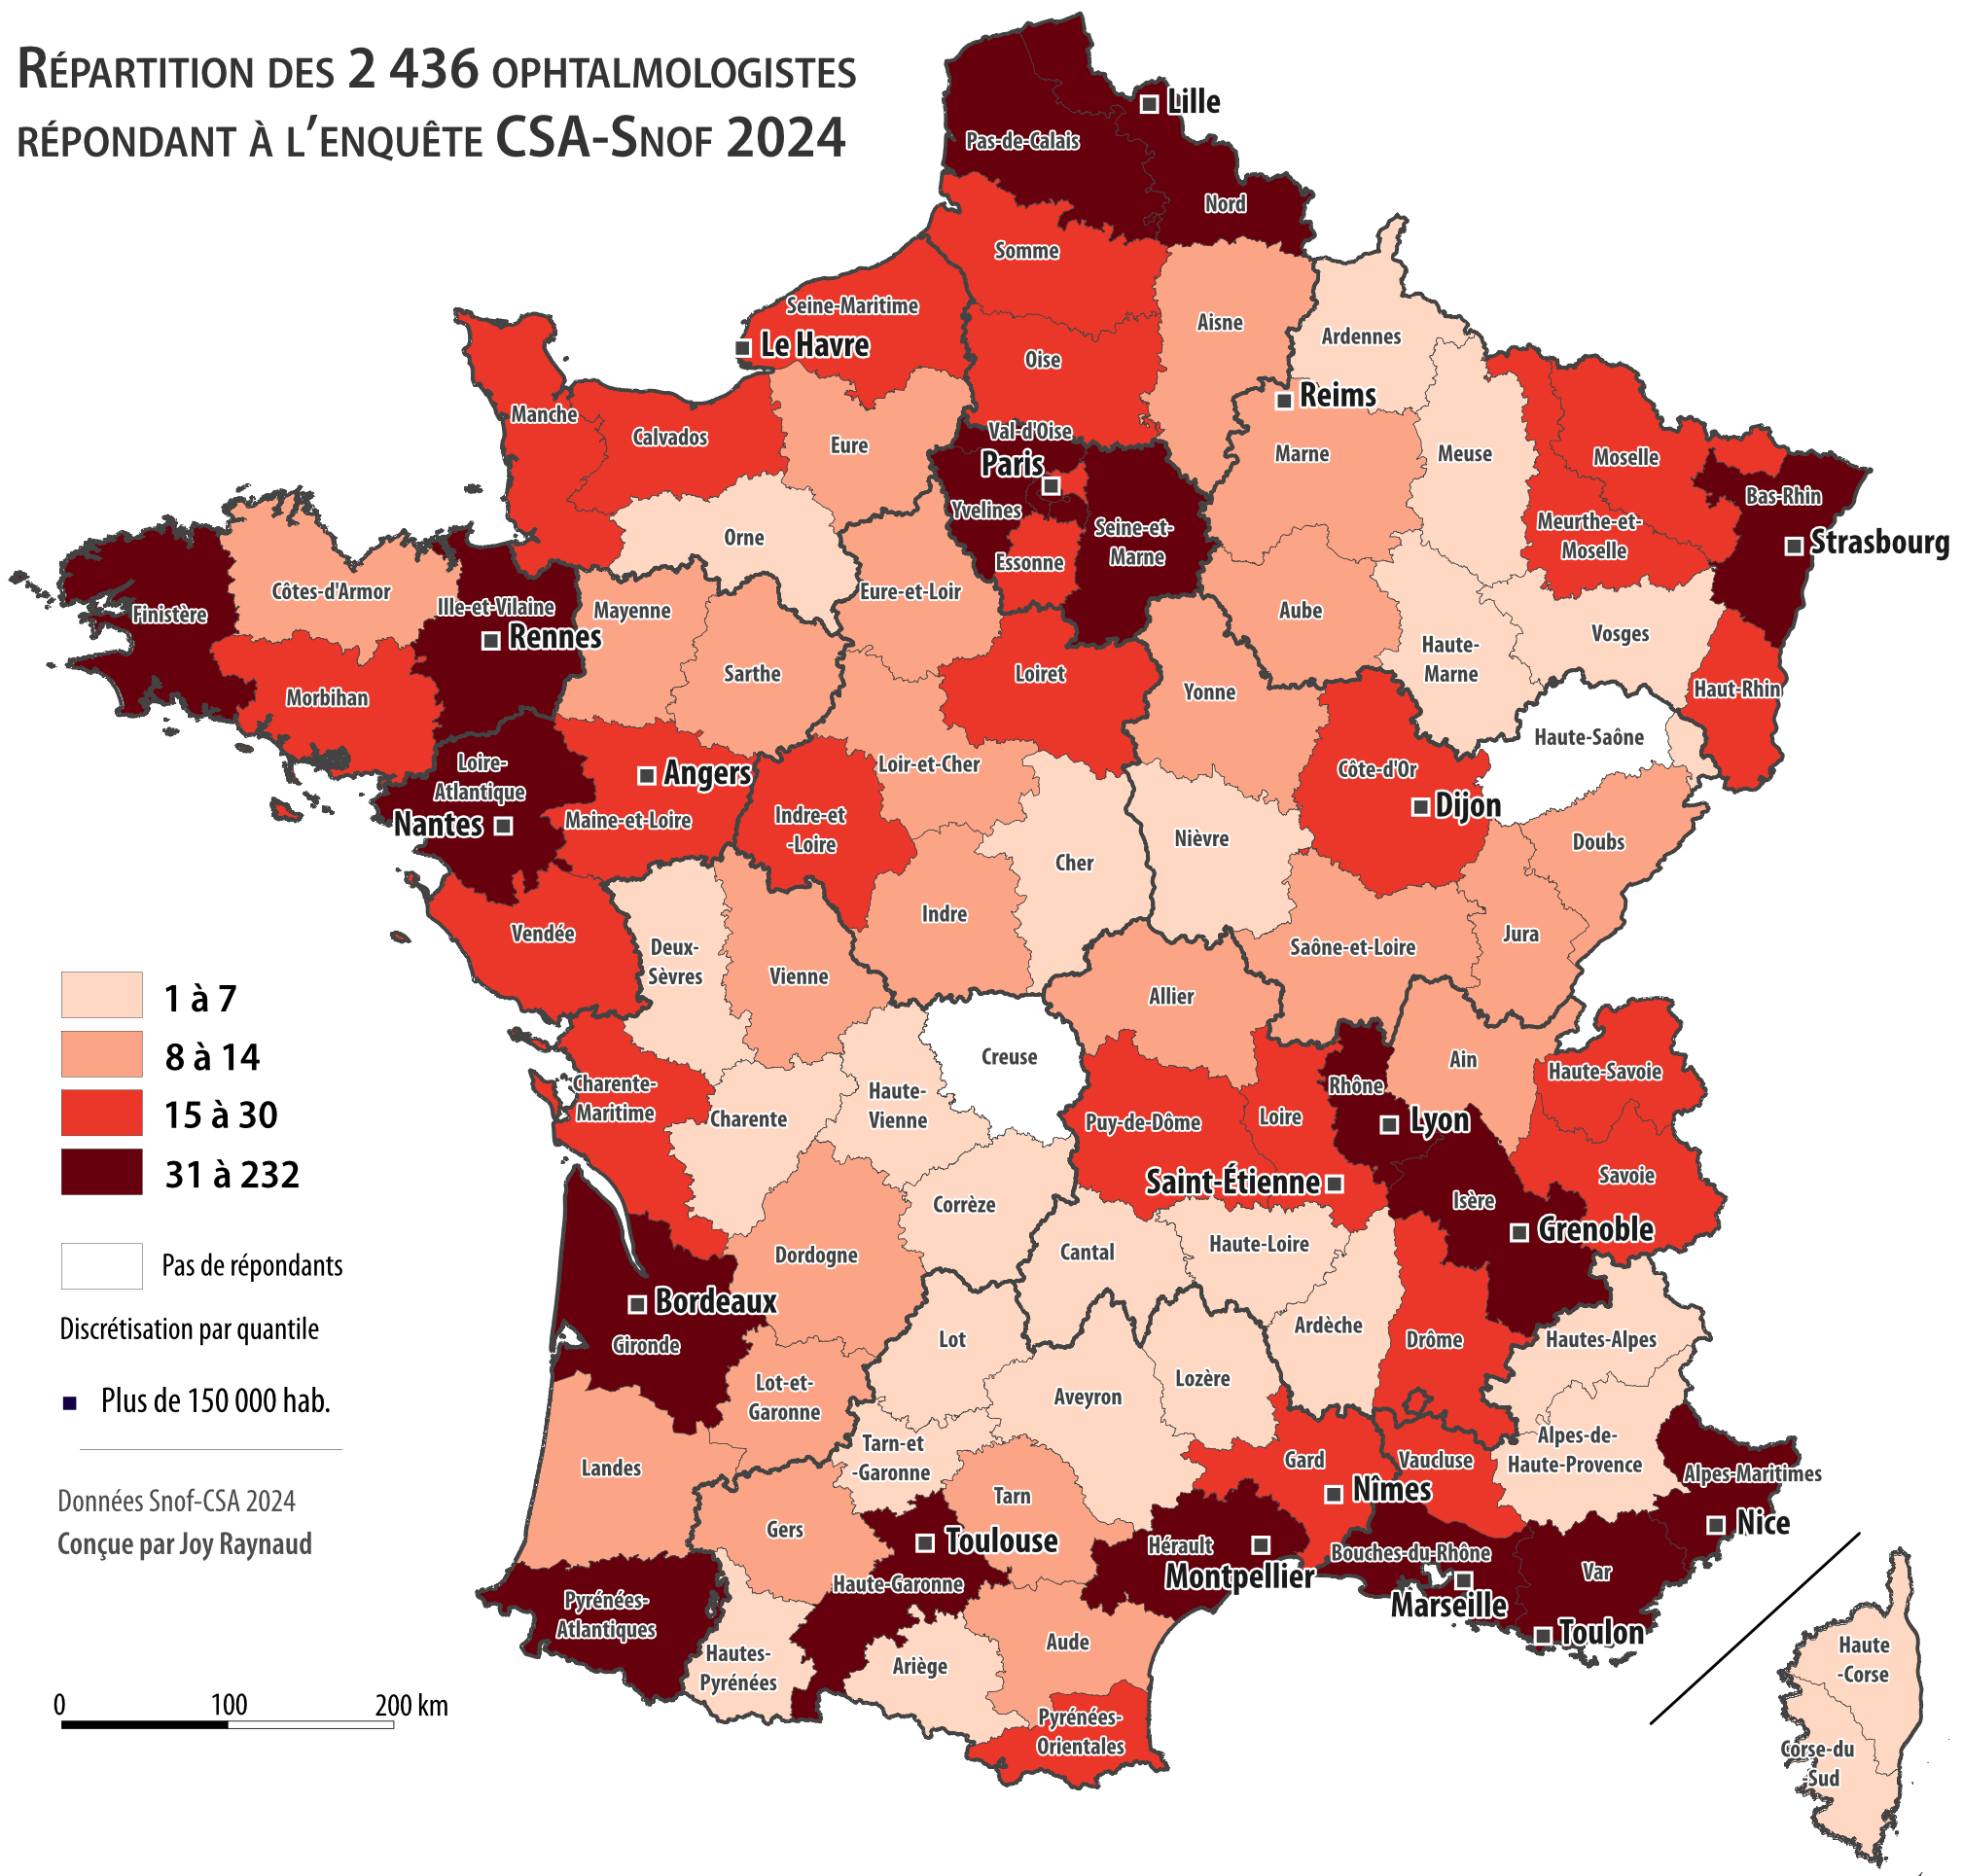 Répartition des 2 436 ophtalmologistes
répondant à l'enquête CSA-Snof 2024
Lille
Pas-de-Calais
Nord
Somme
Seine-Maritime
Le Havre
Oise
Aisne
Ardennes
Reims
Manche
Calvados
Eure
Val-d'Oise
Paris
Yvelines
Essonne
Seine-et-
Marne
Marne
Meuse
Moselle
Meurthe-et-
Moselle
Bas-Rhin
Strasbourg
Orne
Finistère
Côtes-d'Armor
Ille-et-Vilaine
Rennes
Morbihan
Mayenne
Sarthe
Eure-et-Loir
Loiret
Aube
Yonne
Haute-
Marne
Vosges
Haut-Rhin
Haute-Saône
Loire-
Atlantique
Nantes
Angers
Maine-et-Loire
Indre-et
-Loire
Loir-et-Cher
Cher
Nièvre
Côte-d'Or
Dijon
Doubs
Jura
Vendée
Deux-
Sèvres
Vienne
Indre
Allier
Saône-et-Loire
1 à 7
8 à 14
15 à 30
31 à 232
Pas de répondants
Discrétisation par quantile
Plus de 150 000 hab.
Données Snof-CSA 2024
Conçue par Joy Raynaud
0
100
200 km
Charente-
Maritime
Charente
Haute-
Vienne
Creuse
Puy-de-Dôme
Loire
Rhône
Ain
Lyon
Haute-Savoie
Savoie
Saint-Étienne
Isère
Grenoble
Corrèze
Dordogne
Cantal
Haute-Loire
Bordeaux
Gironde
Lot
Ardèche
Drôme
Hautes-Alpes
Lot-et-
Garonne
Aveyron
Lozère
Landes
Tarn-et
-Garonne
Gard
Nîmes
Vaucluse
Alpes-de-
Haute-Provence
Alpes-Maritimes
Nice
Gers
Toulouse
Tarn
Hérault
Montpellier
Bouches-du-Rhône
Marseille
Var
Toulon
Haute-Garonne
Pyrénées-
Atlantiques
Hautes-
Pyrénées
Ariège
Aude
Pyrénées-
Orientales
Haute
-Corse
Corse-du
-Sud